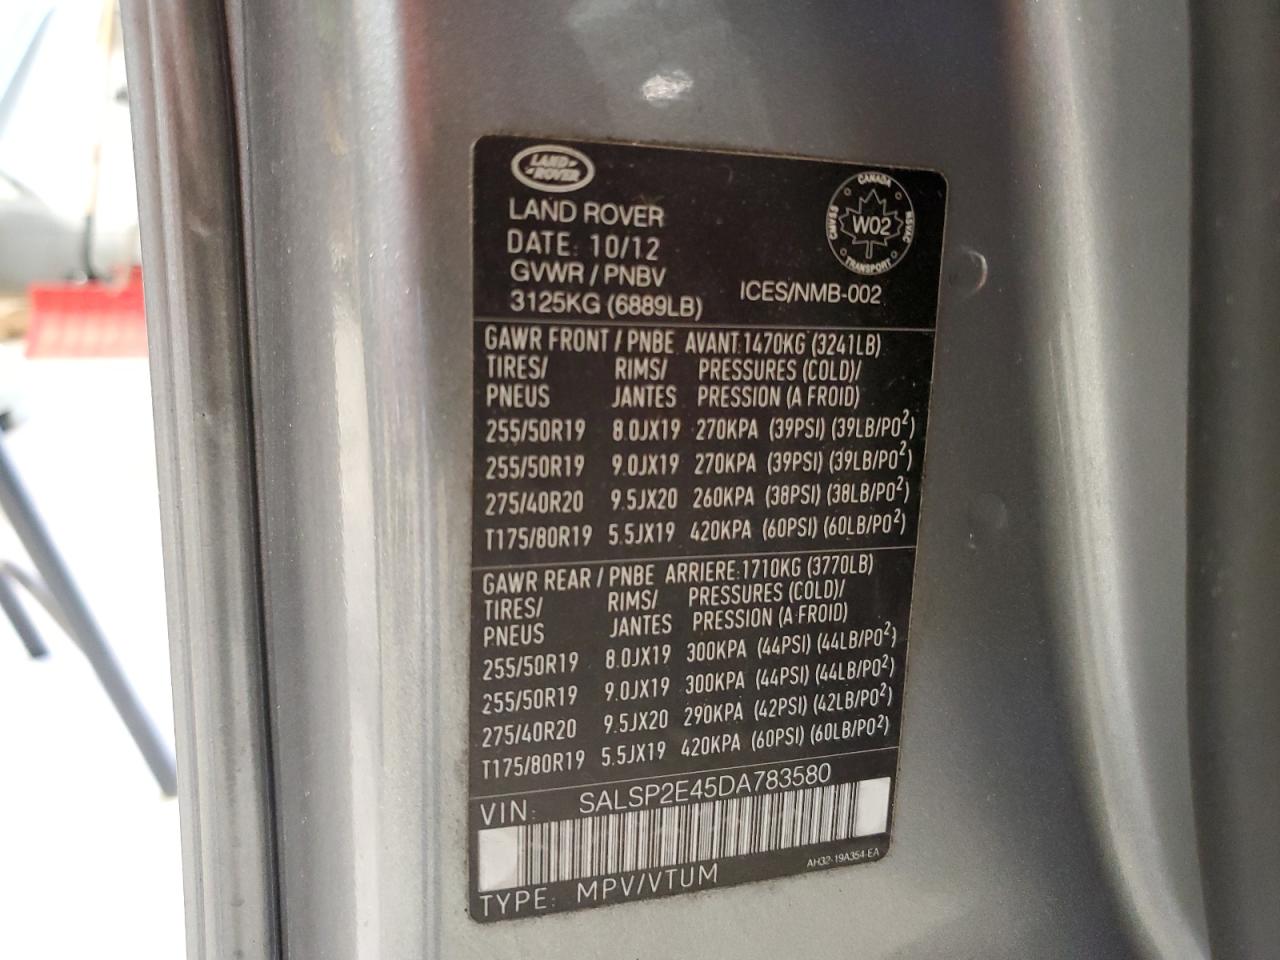 LAND ROVER
LAND ROVER
DATE: 10/12
GVWR / PNBV
3125KG (6889LB)
CANADA
CMVSS
NSVAC
W02
TRANSPORT
ICES/NMB-002
GAWR FRONT / PNBE AVANT:1470KG (3241LB)
TIRES/ RIMS/ PRESSURES (COLD)/
PNEUS JANTES PRESSION (A FROID)
255/50R19 8.0JX19 270KPA (39PSI) (39LB/PO²)
255/50R19 9.0JX19 270KPA (39PSI) (39LB/PO²)
275/40R20 9.5JX20 260KPA (38PSI) (38LB/PO²)
T175/80R19 5.5JX19 420KPA (60PSI) (60LB/PO²)
GAWR REAR / PNBE ARRIERE:1710KG (3770LB)
TIRES/ RIMS/ PRESSURES (COLD)/
PNEUS JANTES PRESSION (A FROID)
255/50R19 8.0JX19 300KPA (44PSI) (44LB/PO²)
255/50R19 9.0JX19 300KPA (44PSI) (44LB/PO²)
275/40R20 9.5JX20 290KPA (42PSI) (42LB/PO²)
T175/80R19 5.5JX19 420KPA (60PSI) (60LB/PO²)
VIN: SALSP2E45DA783580
AH32-19A354-EA
TYPE: MPV/VTUM